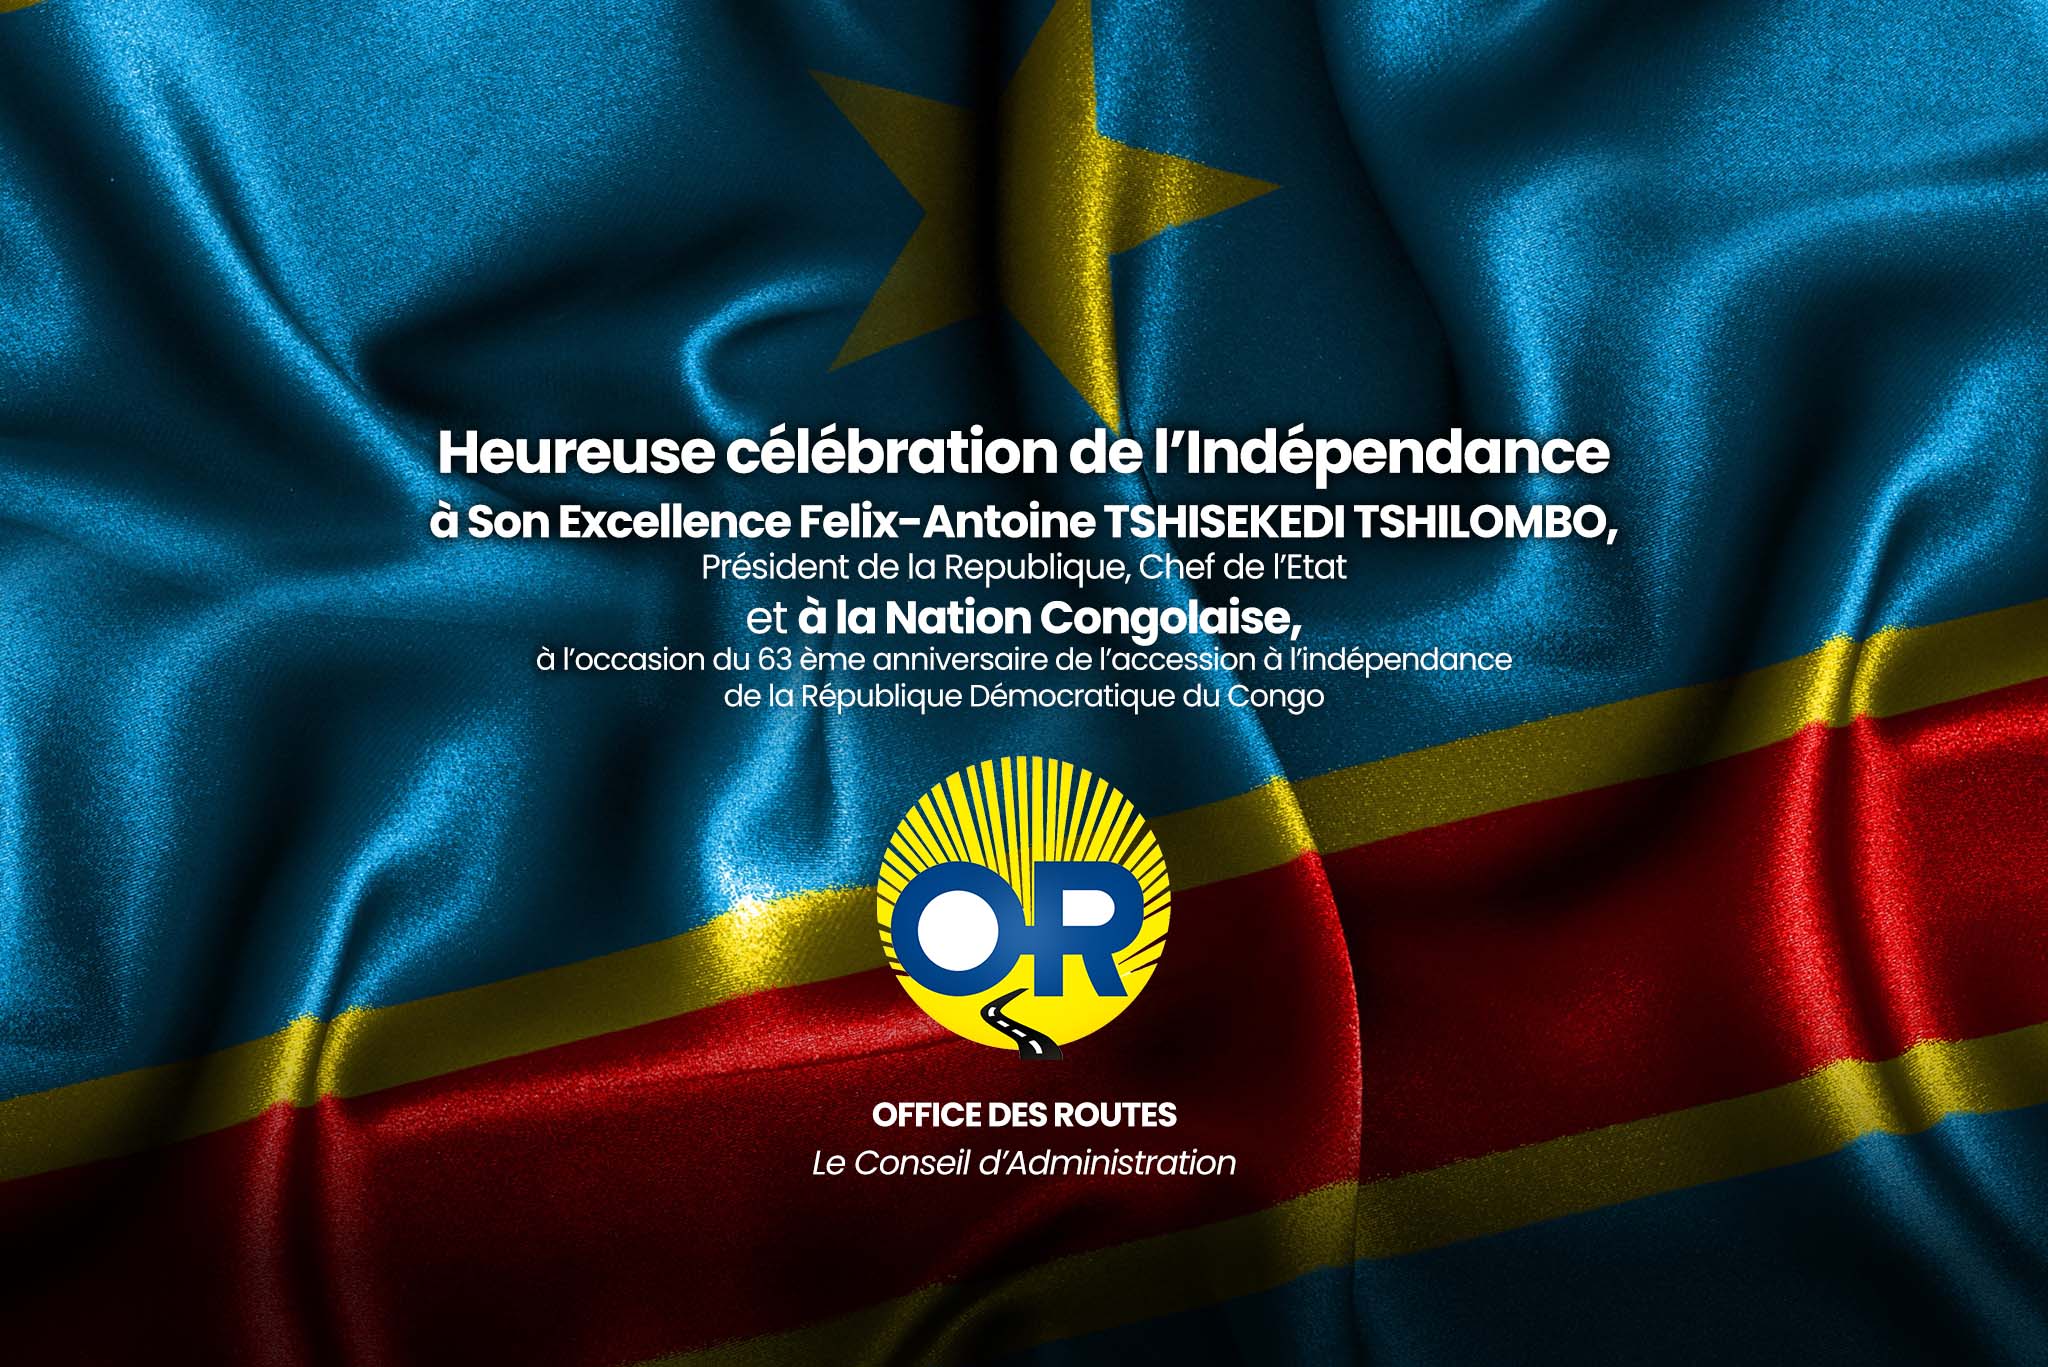 Heureuse célébration de l’Indépendance
à Son Excellence Felix-Antoine TSHISEKEDI TSHILOMBO,
Président de la Republique, Chef de l’Etat
et à la Nation Congolaise,
à l’occasion du 63 ème anniversaire de l’accession à l’indépendance
de la République Démocratique du Congo
OR
OFFICE DES ROUTES
Le Conseil d’Administration